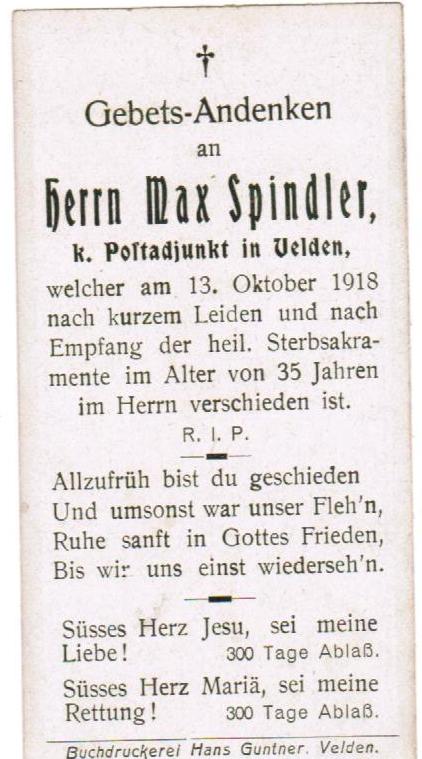 †
Gebets-Andenken
an
Herrn Max Spindler,
k. Poſtadjunkt in Velden,
welcher am 13. Oktober 1918
nach kurzem Leiden und nach
Empfang der heil. Sterbsakra-
mente im Alter von 35 Jahren
im Herrn verschieden ist.
R. I. P.
Allzufrüh bist du geschieden
Und umsonst war unser Fleh'n,
Ruhe sanft in Gottes Frieden,
Bis wir uns einst wiederseh'n.
Süsses Herz Jesu, sei meine
Liebe! 300 Tage Ablaß.
Süsses Herz Mariä, sei meine
Rettung! 300 Tage Ablaß.
Buchdruckerei Hans Guntner, Velden.